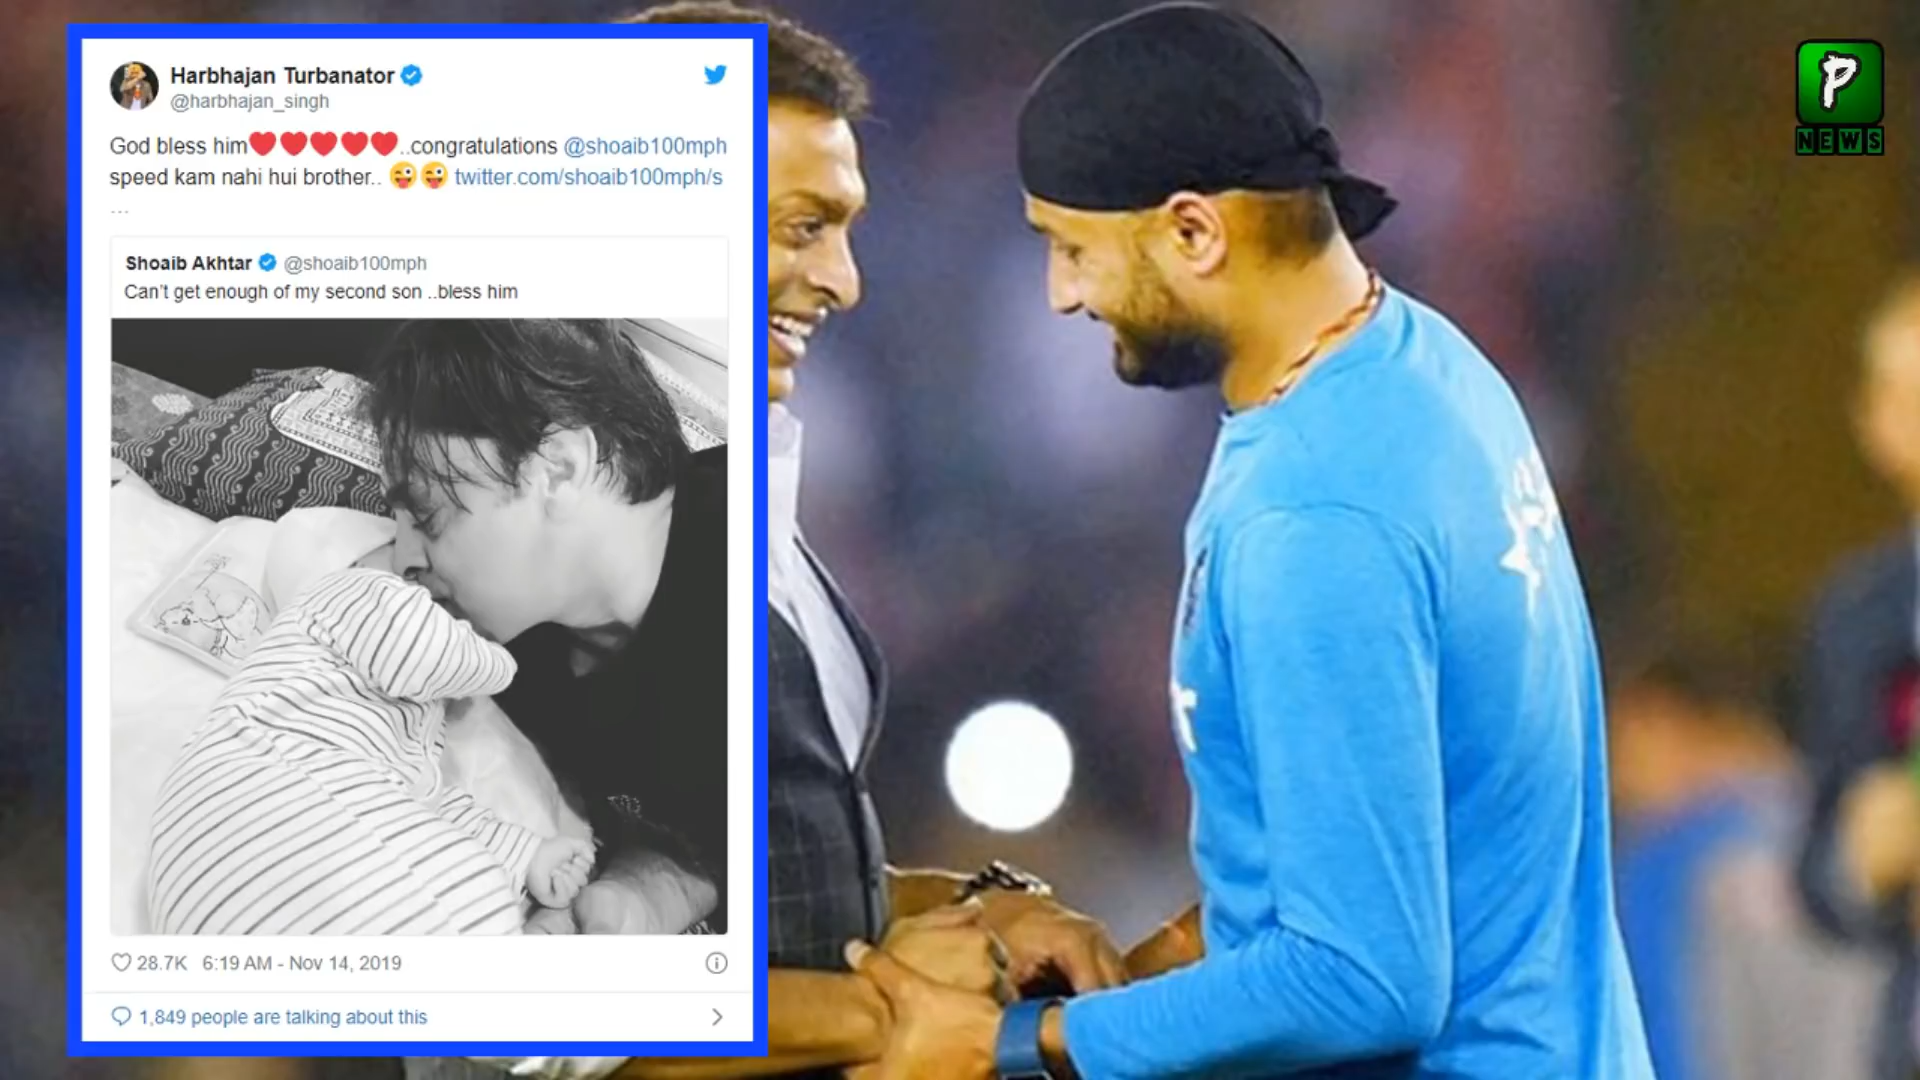 Harbhajan Turbanator
@harbhajan_singh
God bless him❤️❤️❤️❤️❤️..congratulations @shoaib100mph
speed kam nahi hui brother.. 😜😜 twitter.com/shoaib100mph/s
...
Shoaib Akhtar @shoaib100mph
Can't get enough of my second son ..bless him
28.7K 6:19 AM - Nov 14, 2019
1,849 people are talking about this
P
NEWS